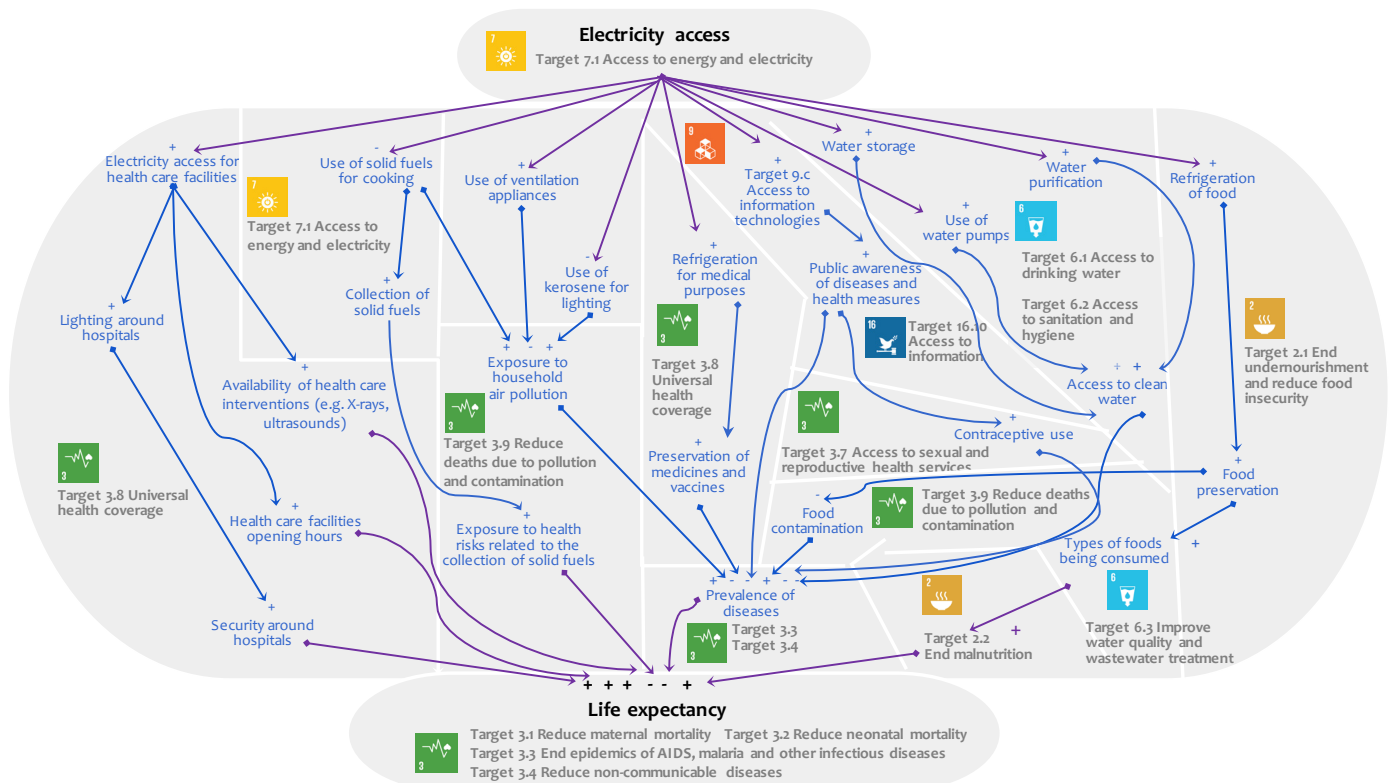 Electricity access
7
Target 7.1 Access to energy and electricity
+
Electricity access for
health care facilities
-
Use of solid fuels
for cooking
+
Use of ventilation
appliances
9
+
Target 9.c
Access to
information
technologies
+
Water storage
+
Water
purification
+
Refrigeration
of food
7
Target 7.1 Access to
energy and electricity
+
Use of
water pumps
6
Target 6.1 Access to
drinking water
Target 6.2 Access
to sanitation and
hygiene
-
Use of
kerosene for
lighting
+
Refrigeration
for medical
purposes
+
Public awareness
of diseases and
health measures
+
Collection of
solid fuels
+
Lighting around
hospitals
3
Target 3.8
Universal
health
coverage
16
Target 16.10
Access to
information
2
Target 2.1 End
undernourishment
and reduce food
insecurity
+ - +
Exposure to
household
air pollution
+
Availability of health care
interventions (e.g. X-rays,
ultrasounds)
+ +
Access to clean
water
3
Target 3.9 Reduce
deaths due to pollution
and contamination
3
Target 3.7 Access to sexual and
reproductive health services
+
Contraceptive use
3
Target 3.8 Universal
health coverage
+
Preservation of
medicines and
vaccines
+
Food
preservation
-
Food
contamination
3
Target 3.9 Reduce deaths
due to pollution and
contamination
+
Health care facilities
opening hours
+
Exposure to health
risks related to the
collection of solid fuels
Types of foods
being consumed
+
+ - - + - -
Prevalence of
diseases
3
Target 3.3
Target 3.4
2
Target 2.2
End malnutrition
+
6
Target 6.3 Improve
water quality and
wastewater treatment
+
Security around
hospitals
+ + + - - +
Life expectancy
3
Target 3.1 Reduce maternal mortality Target 3.2 Reduce neonatal mortality
Target 3.3 End epidemics of AIDS, malaria and other infectious diseases
Target 3.4 Reduce non-communicable diseases